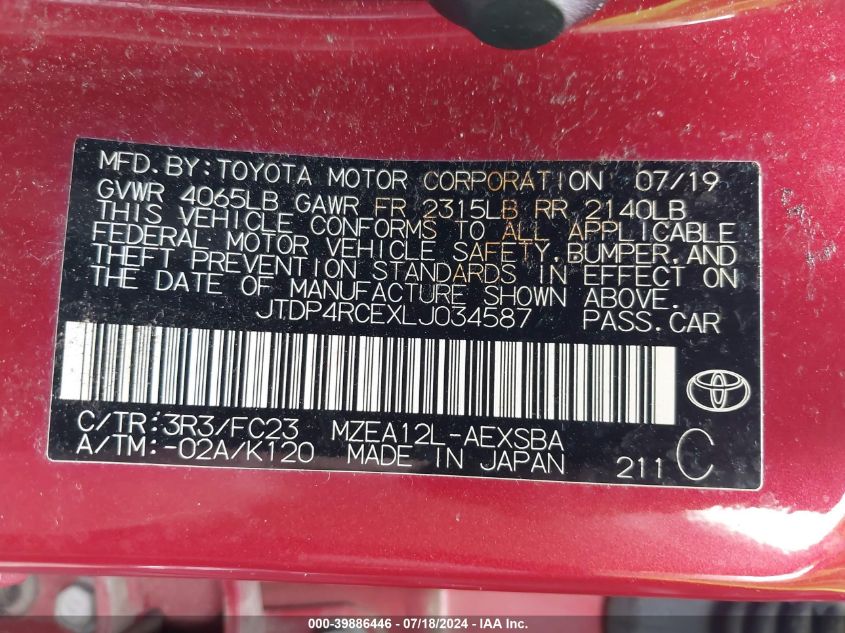 MFD.BY:TOYOTA MOTOR CORPORATION 07/19
GVWR 4065LB GAWR FR 2315LB RR 2140LB
THIS VEHICLE CONFORMS TO ALL APPLICABLE
FEDERAL MOTOR VEHICLE SAFETY,BUMPER,AND
THEFT PREVENTION STANDARDS IN EFFECT ON
THE DATE OF MANUFACTURE SHOWN ABOVE.
JTDP4RCEXLJ034587 PASS.CAR
C/TR:3R3/FC23 MZEA12L-AEXSBA
A/TM:-02A/K120 MADE IN JAPAN 211 C
000-39886446 - 07/18/2024 - IAA Inc.